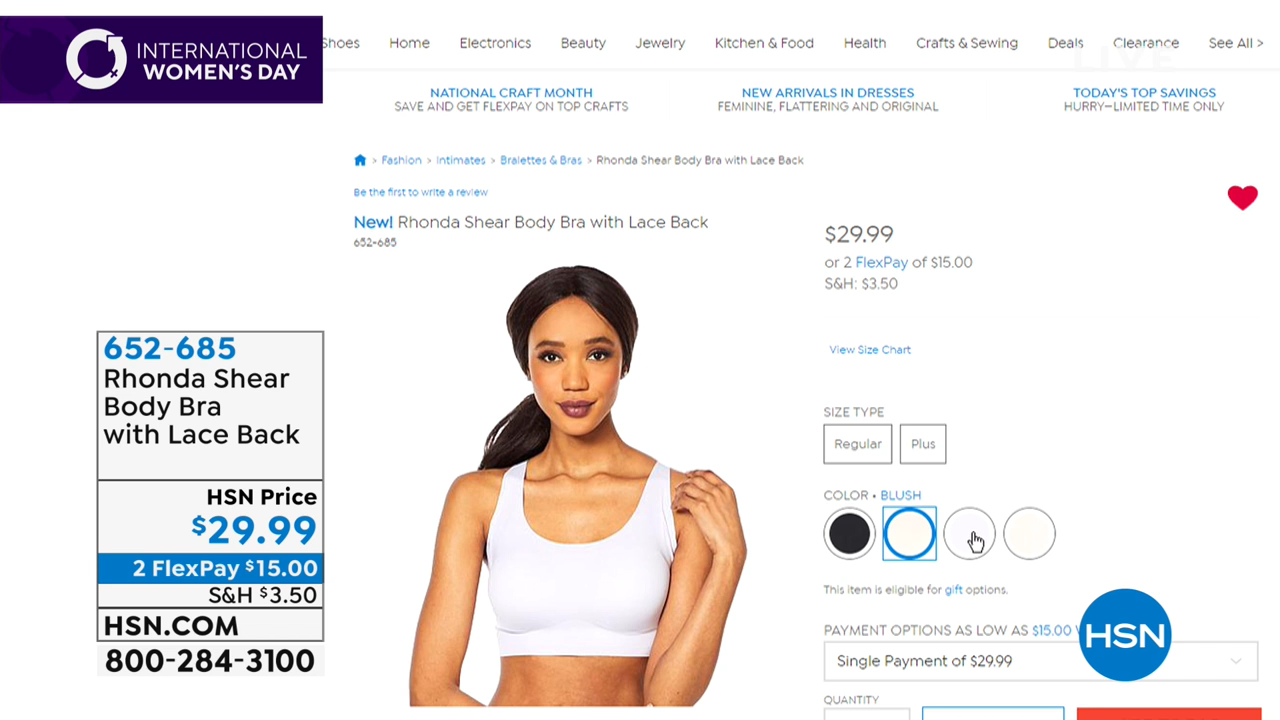 INTERNATIONAL
WOMEN'S DAY
Shoes Home Electronics Beauty Jewelry Kitchen & Food Health Crafts & Sewing Deals Clearance See All >
LIVE
NATIONAL CRAFT MONTH
SAVE AND GET FLEXPAY ON TOP CRAFTS
NEW ARRIVALS IN DRESSES
FEMININE, FLATTERING AND ORIGINAL
TODAY'S TOP SAVINGS
HURRY—LIMITED TIME ONLY
> Fashion > Intimates > Bralettes & Bras > Rhonda Shear Body Bra with Lace Back
Be the first to write a review
New! Rhonda Shear Body Bra with Lace Back
652-685
$29.99
or 2 FlexPay of $15.00
S&H: $3.50
View Size Chart
SIZE TYPE
Regular Plus
COLOR • BLUSH
This item is eligible for gift options.
PAYMENT OPTIONS AS LOW AS $15.00
Single Payment of $29.99
QUANTITY
652-685
Rhonda Shear
Body Bra
with Lace Back
HSN Price
$29.99
2 FlexPay $15.00
S&H $3.50
HSN.COM
800-284-3100
HSN